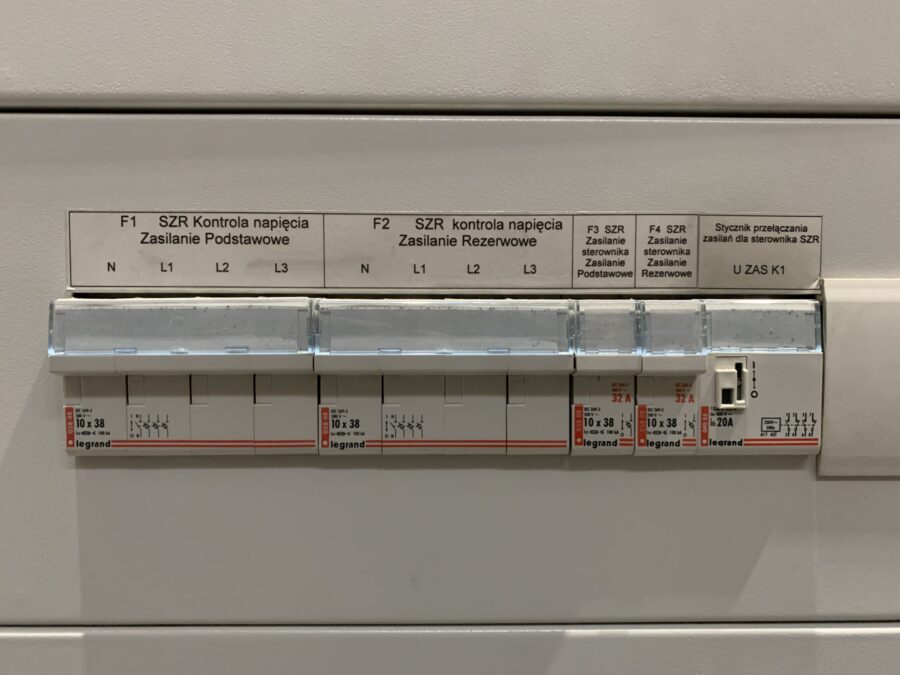 F1 SZR Kontrola napięcia
Zasilanie Podstawowe
N L1 L2 L3
F2 SZR kontrola napięcia
Zasilanie Rezerwowe
N L1 L2 L3
F3 SZR
Zasilanie
sterownika
Zasilanie
Podstawowe
F4 SZR
Zasilanie
sterownika
Zasilanie
Rezerwowe
Stycznik przełączania
zasilań dla sterownika SZR
U ZAS K1
10 x 38
legrand
10 x 38
legrand
32 A
10 x 38
legrand
32 A
10 x 38
legrand
20A
legrand